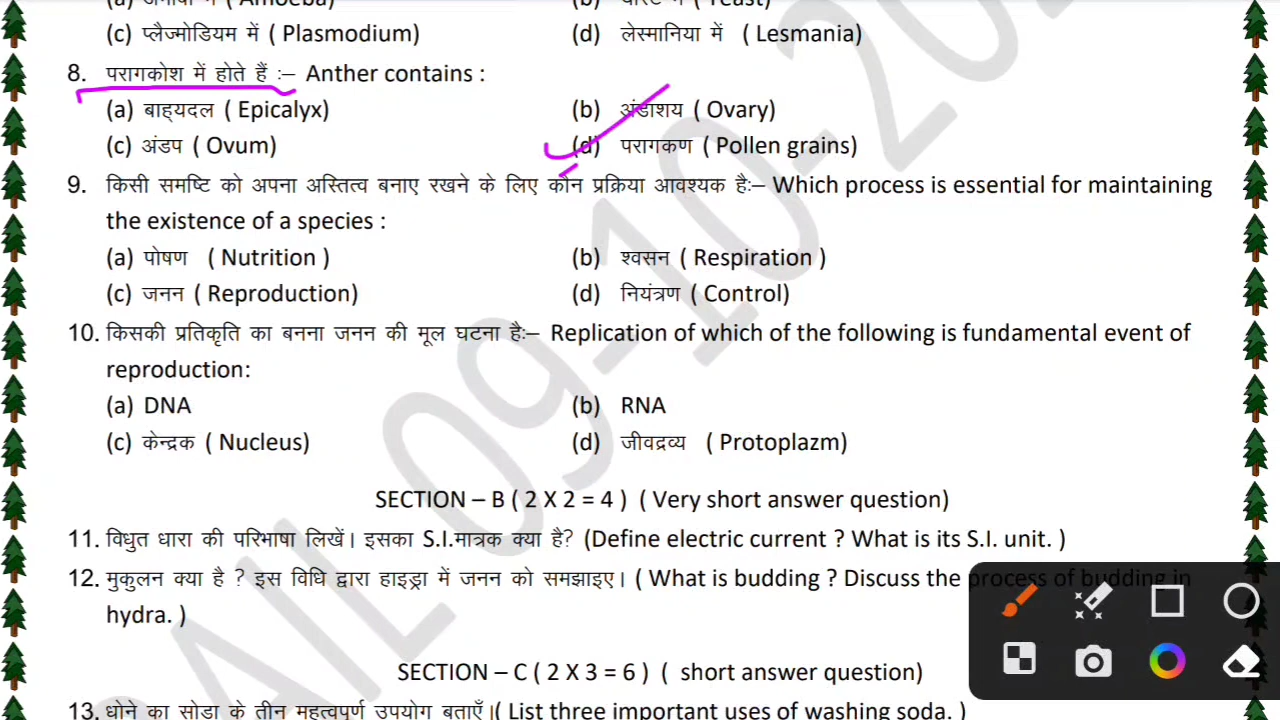 (a) अमीबा में ( Amoeba) (b) यीस्ट में ( Yeast)
(c) प्लैज्मोडियम में ( Plasmodium) (d) लेस्मानिया में ( Lesmania)
8. परागकोश में होते हैं :– Anther contains :
(a) बाह्यदल ( Epicalyx) (b) अंडाशय ( Ovary)
(c) अंडप ( Ovum) (d) परागकण ( Pollen grains)
9. किसी समष्टि को अपना अस्तित्व बनाए रखने के लिए कौन प्रक्रिया आवश्यक है:– Which process is essential for maintaining
the existence of a species :
(a) पोषण ( Nutrition ) (b) श्वसन ( Respiration )
(c) जनन ( Reproduction) (d) नियंत्रण ( Control)
10. किसकी प्रतिकृति का बनना जनन की मूल घटना है:– Replication of which of the following is fundamental event of
reproduction:
(a) DNA (b) RNA
(c) केन्द्रक ( Nucleus) (d) जीवद्रव्य ( Protoplazm)
SECTION – B ( 2 X 2 = 4 ) ( Very short answer question)
11. विधुत धारा की परिभाषा लिखें। इसका S.I.मात्रक क्या है? (Define electric current ? What is its S.I. unit. )
12. मुकुलन क्या है ? इस विधि द्वारा हाइड्रा में जनन को समझाइए। ( What is budding ? Discuss the process of budding in
hydra. )
SECTION – C ( 2 X 3 = 6 ) ( short answer question)
13. धोने का सोडा के तीन महत्वपूर्ण उपयोग बताएँ।( List three important uses of washing soda. )